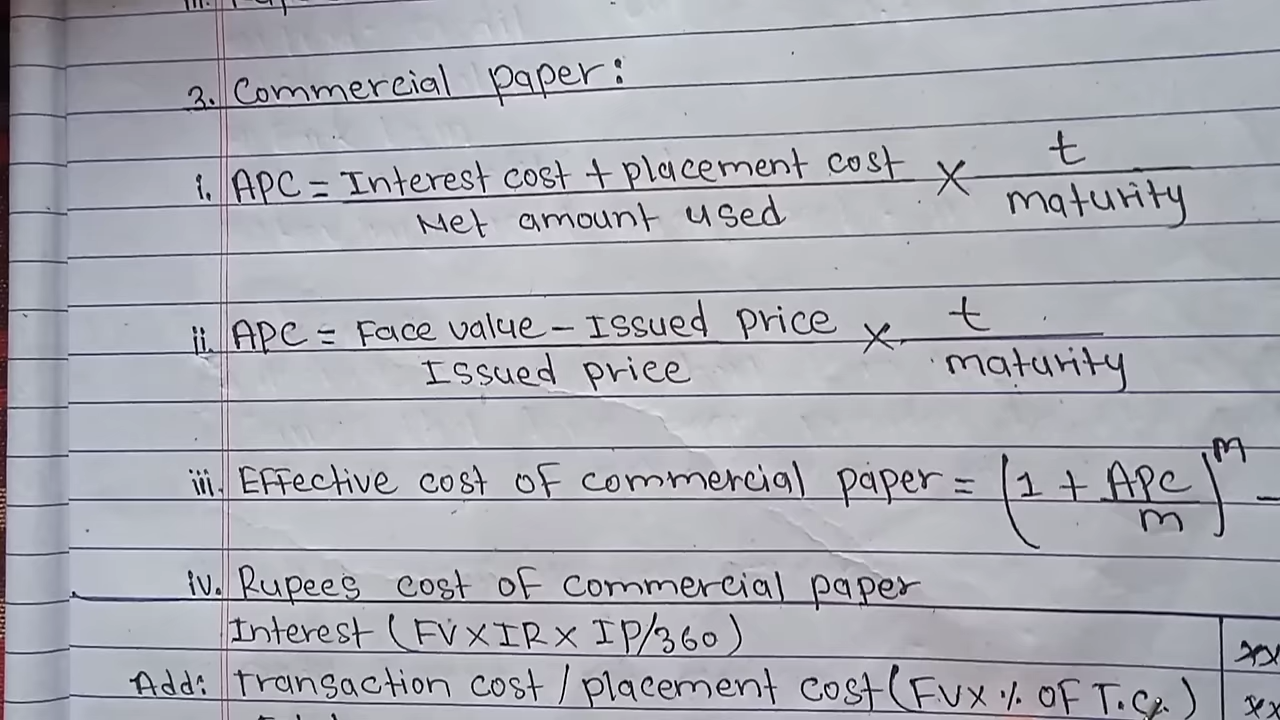 3. Commercial paper:
i. APC = Interest cost + placement cost / Net amount used × t / maturity
ii. APC = Face value - Issued price / Issued price × t / maturity
iii. Effective cost of commercial paper = (1 + APC / m)^m -
iv. Rupees cost of commercial paper
Interest (FV×IR×IP/360) xx
Add: Transaction cost / placement cost (FV× % OF T.C.) xx